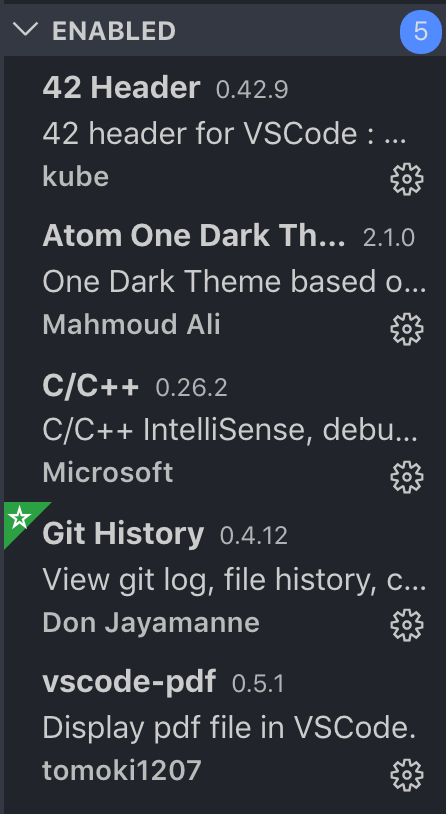 ENABLED 5
42 Header 0.42.9
42 header for VSCode : ...
kube
Atom One Dark Th... 2.1.0
One Dark Theme based o...
Mahmoud Ali
C/C++ 0.26.2
C/C++ IntelliSense, debu...
Microsoft
Git History 0.4.12
View git log, file history, c...
Don Jayamanne
vscode-pdf 0.5.1
Display pdf file in VSCode.
tomoki1207